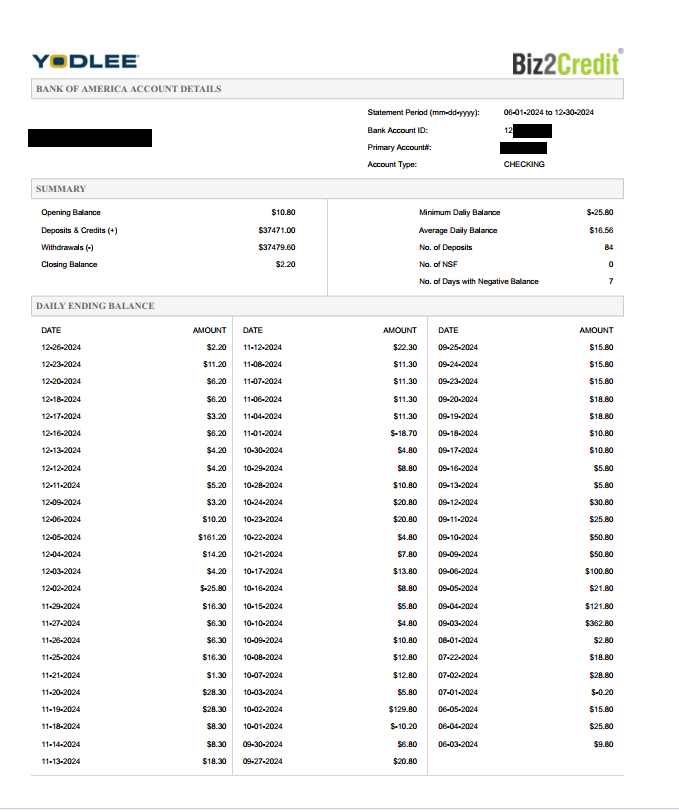 YODLEE
Biz2Credit®
BANK OF AMERICA ACCOUNT DETAILS
Statement Period (mm-dd-yyyy): 06-01-2024 to 12-30-2024
Bank Account ID: 12
Primary Account#:
Account Type: CHECKING
SUMMARY
Opening Balance $10.80 Minimum Daliy Balance $-25.80
Deposits & Credits (+) $37471.00 Average Daily Balance $16.56
Withdrawals (-) $37479.60 No. of Deposits 84
Closing Balance $2.20 No. of NSF 0
No. of Days with Negative Balance 7
DAILY ENDING BALANCE
DATE AMOUNT DATE AMOUNT DATE AMOUNT
12-26-2024 $2.20 11-12-2024 $22.30 09-25-2024 $15.80
12-23-2024 $11.20 11-08-2024 $11.30 09-24-2024 $15.80
12-20-2024 $6.20 11-07-2024 $11.30 09-23-2024 $15.80
12-18-2024 $6.20 11-06-2024 $11.30 09-20-2024 $18.80
12-17-2024 $3.20 11-04-2024 $11.30 09-19-2024 $18.80
12-16-2024 $6.20 11-01-2024 $-18.70 09-18-2024 $10.80
12-13-2024 $4.20 10-30-2024 $4.80 09-17-2024 $10.80
12-12-2024 $4.20 10-29-2024 $8.80 09-16-2024 $5.80
12-11-2024 $5.20 10-28-2024 $10.80 09-13-2024 $5.80
12-09-2024 $3.20 10-24-2024 $20.80 09-12-2024 $30.80
12-06-2024 $10.20 10-23-2024 $20.80 09-11-2024 $25.80
12-05-2024 $161.20 10-22-2024 $4.80 09-10-2024 $50.80
12-04-2024 $14.20 10-21-2024 $7.80 09-09-2024 $50.80
12-03-2024 $4.20 10-17-2024 $13.80 09-06-2024 $100.80
12-02-2024 $-25.80 10-16-2024 $8.80 09-05-2024 $21.80
11-29-2024 $16.30 10-15-2024 $5.80 09-04-2024 $121.80
11-27-2024 $6.30 10-10-2024 $4.80 09-03-2024 $362.80
11-26-2024 $6.30 10-09-2024 $10.80 08-01-2024 $2.80
11-25-2024 $16.30 10-08-2024 $12.80 07-22-2024 $18.80
11-21-2024 $1.30 10-07-2024 $12.80 07-02-2024 $28.80
11-20-2024 $28.30 10-03-2024 $5.80 07-01-2024 $-0.20
11-19-2024 $28.30 10-02-2024 $129.80 06-05-2024 $15.80
11-18-2024 $8.30 10-01-2024 $-10.20 06-04-2024 $25.80
11-14-2024 $8.30 09-30-2024 $6.80 06-03-2024 $9.80
11-13-2024 $18.30 09-27-2024 $20.80